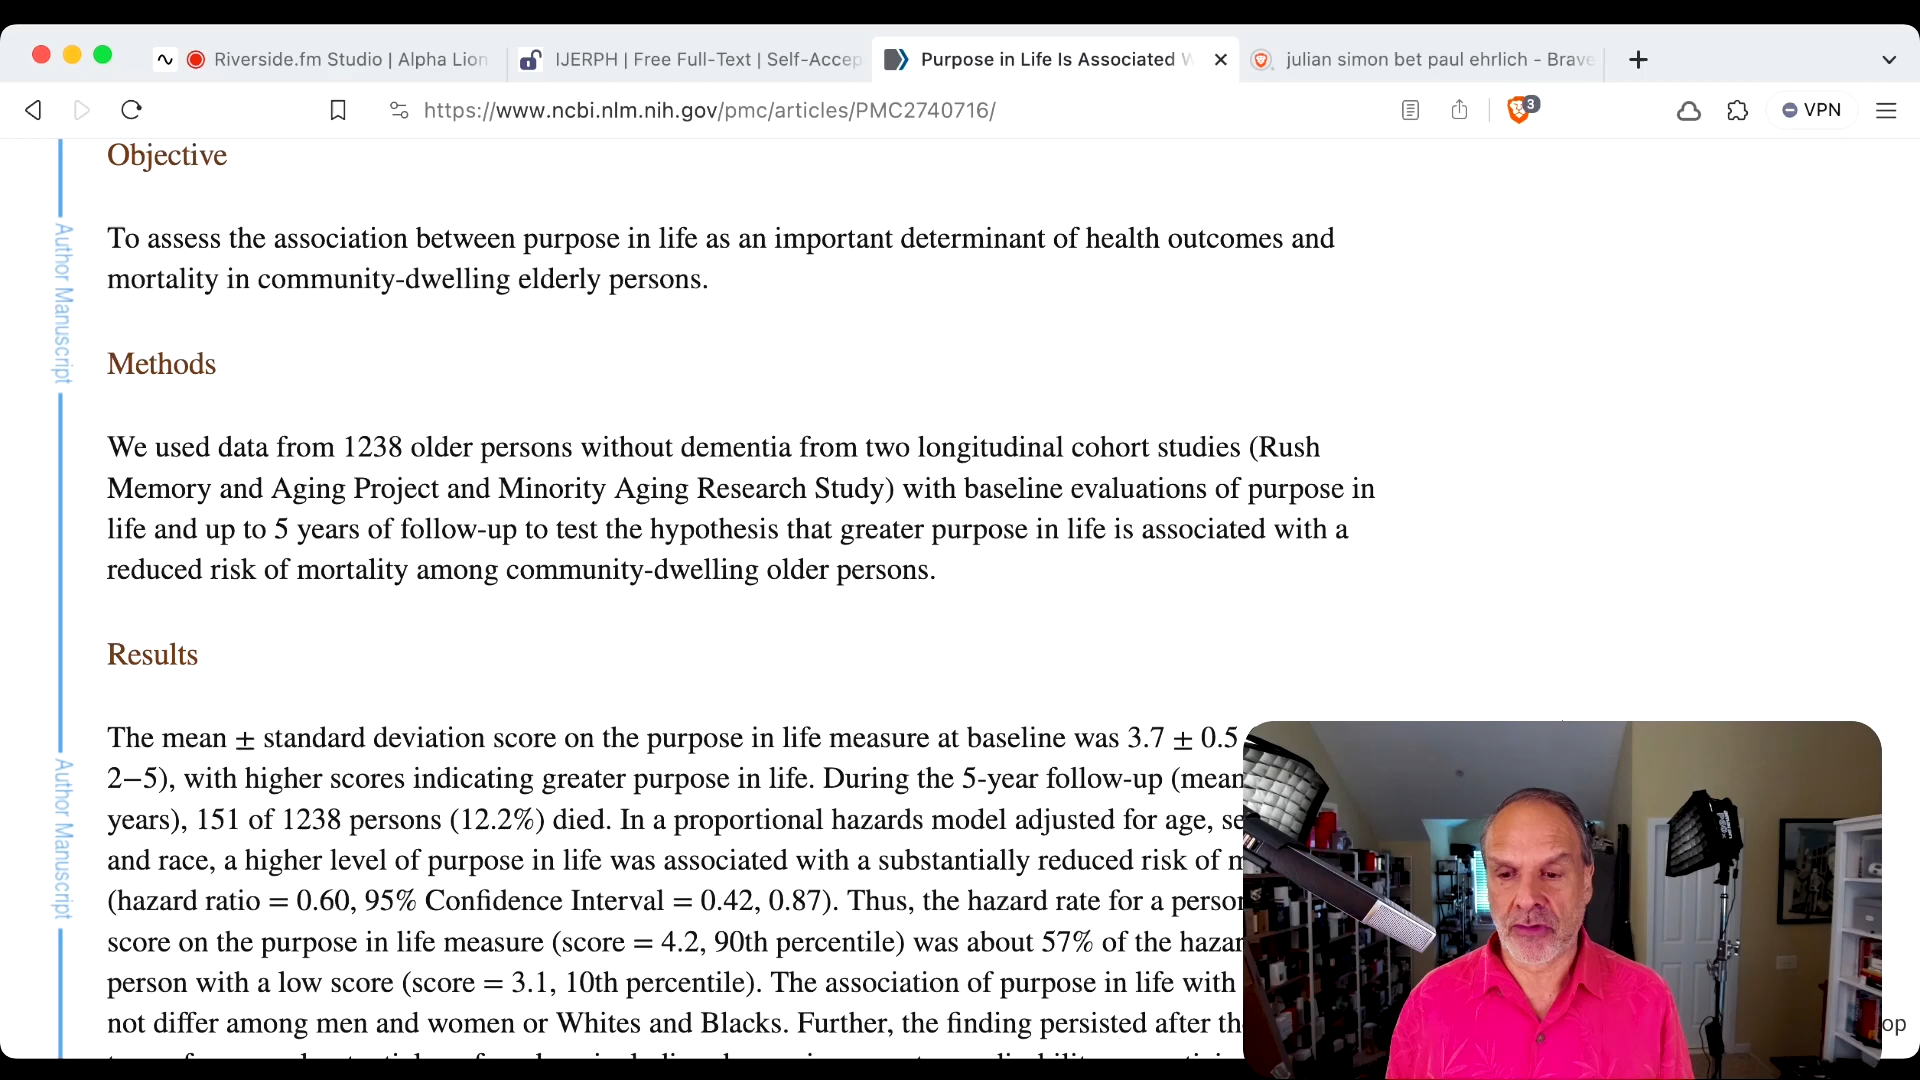 Riverside.fm Studio | Alpha Lion
IJERPH | Free Full-Text | Self-Accep
Purpose in Life Is Associated W
julian simon bet paul ehrlich - Brave
https://www.ncbi.nlm.nih.gov/pmc/articles/PMC2740716/
3
VPN
Objective
To assess the association between purpose in life as an important determinant of health outcomes and
mortality in community-dwelling elderly persons.
Author Manuscript
Methods
We used data from 1238 older persons without dementia from two longitudinal cohort studies (Rush
Memory and Aging Project and Minority Aging Research Study) with baseline evaluations of purpose in
life and up to 5 years of follow-up to test the hypothesis that greater purpose in life is associated with a
reduced risk of mortality among community-dwelling older persons.
Results
The mean ± standard deviation score on the purpose in life measure at baseline was 3.7 ± 0.5
2–5), with higher scores indicating greater purpose in life. During the 5-year follow-up (mean
years), 151 of 1238 persons (12.2%) died. In a proportional hazards model adjusted for age, se
and race, a higher level of purpose in life was associated with a substantially reduced risk of m
(hazard ratio = 0.60, 95% Confidence Interval = 0.42, 0.87). Thus, the hazard rate for a person
score on the purpose in life measure (score = 4.2, 90th percentile) was about 57% of the hazar
person with a low score (score = 3.1, 10th percentile). The association of purpose in life with
not differ among men and women or Whites and Blacks. Further, the finding persisted after th
Author Manuscript
op